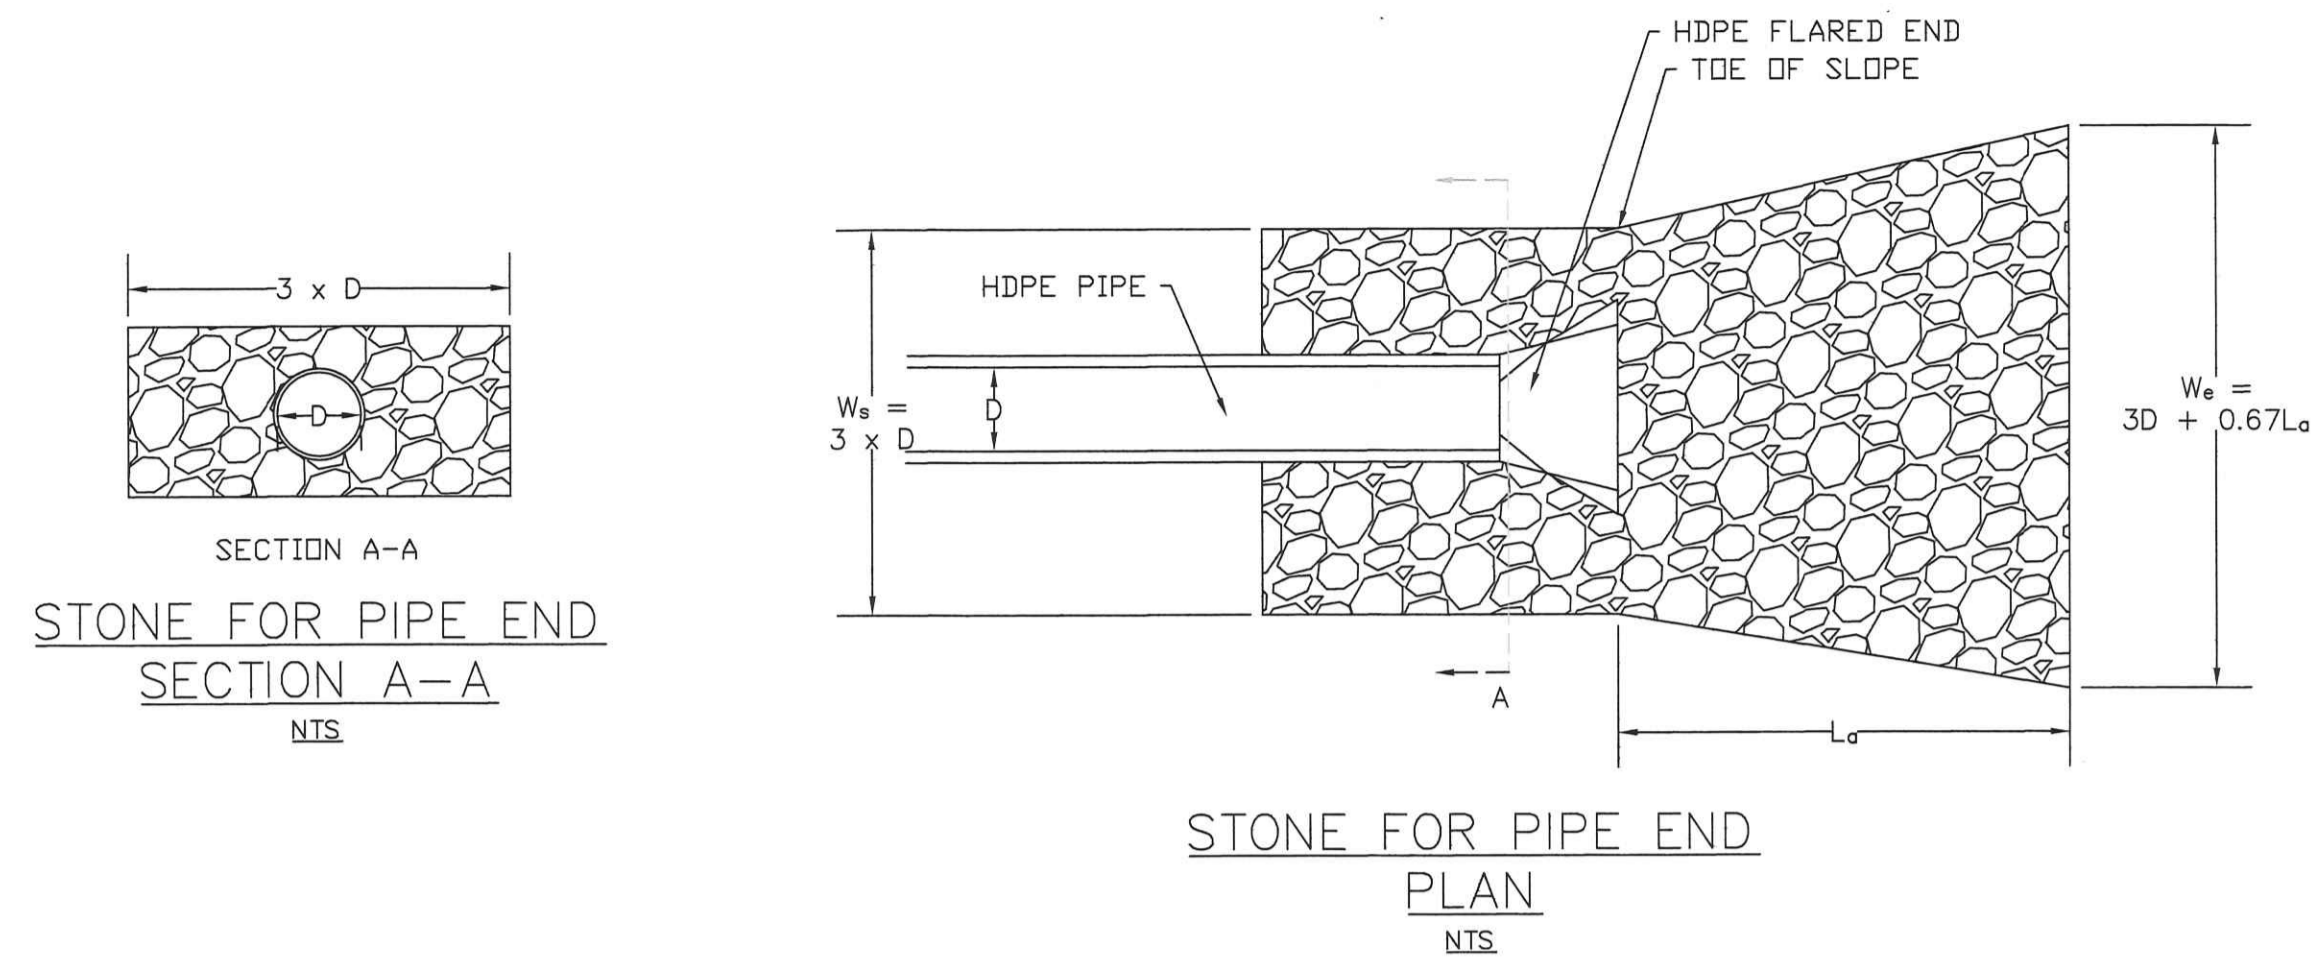 3 x D
D
SECTION A-A
STONE FOR PIPE END
SECTION A-A
NTS
HDPE FLARED END
TOE OF SLOPE
HDPE PIPE
D
Ws =
3 x D
We =
3D + 0.67La
A
La
STONE FOR PIPE END
PLAN
NTS